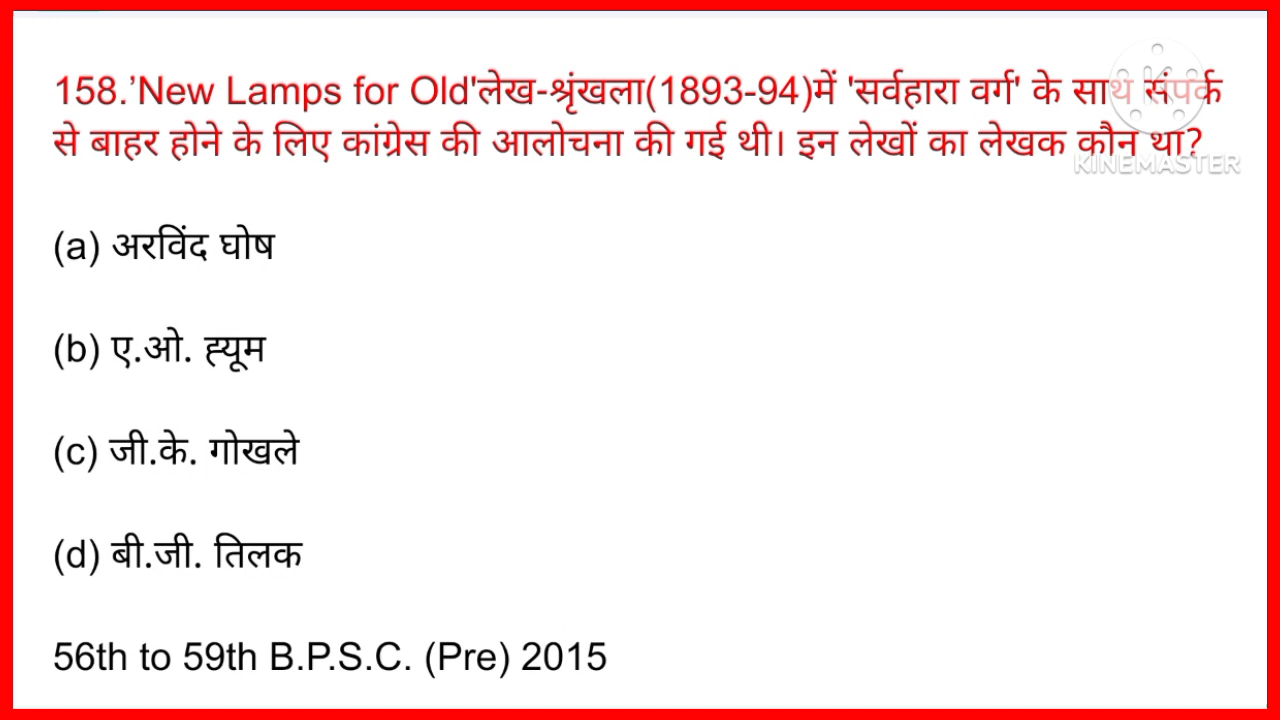 158.’New Lamps for Old'लेख-श्रृंखला(1893-94)में 'सर्वहारा वर्ग' के साथ संपर्क
से बाहर होने के लिए कांग्रेस की आलोचना की गई थी। इन लेखों का लेखक कौन था?
KINEMASTER
(a) अरविंद घोष
(b) ए.ओ. ह्यूम
(c) जी.के. गोखले
(d) बी.जी. तिलक
56th to 59th B.P.S.C. (Pre) 2015